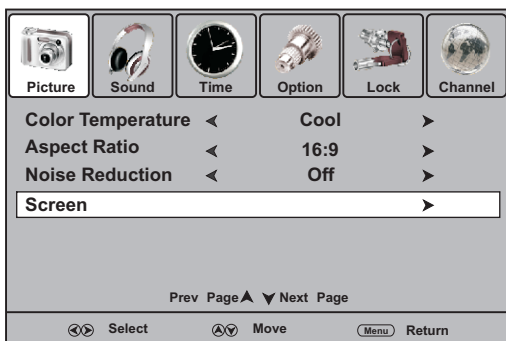 Picture Sound Time Option Lock Channel
Color Temperature Cool
Aspect Ratio 16:9
Noise Reduction Off
Screen
Prev Page Next Page
Select Move Menu Return